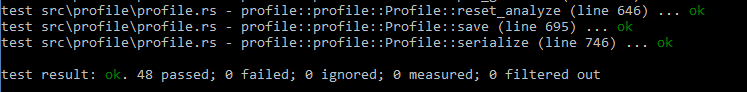 test src\profile\profile.rs - profile::profile::Profile::reset_analyze (line 646) ... ok
test src\profile\profile.rs - profile::profile::Profile::save (line 695) ... ok
test src\profile\profile.rs - profile::profile::Profile::serialize (line 746) ... ok
test result: ok. 48 passed; 0 failed; 0 ignored; 0 measured; 0 filtered out